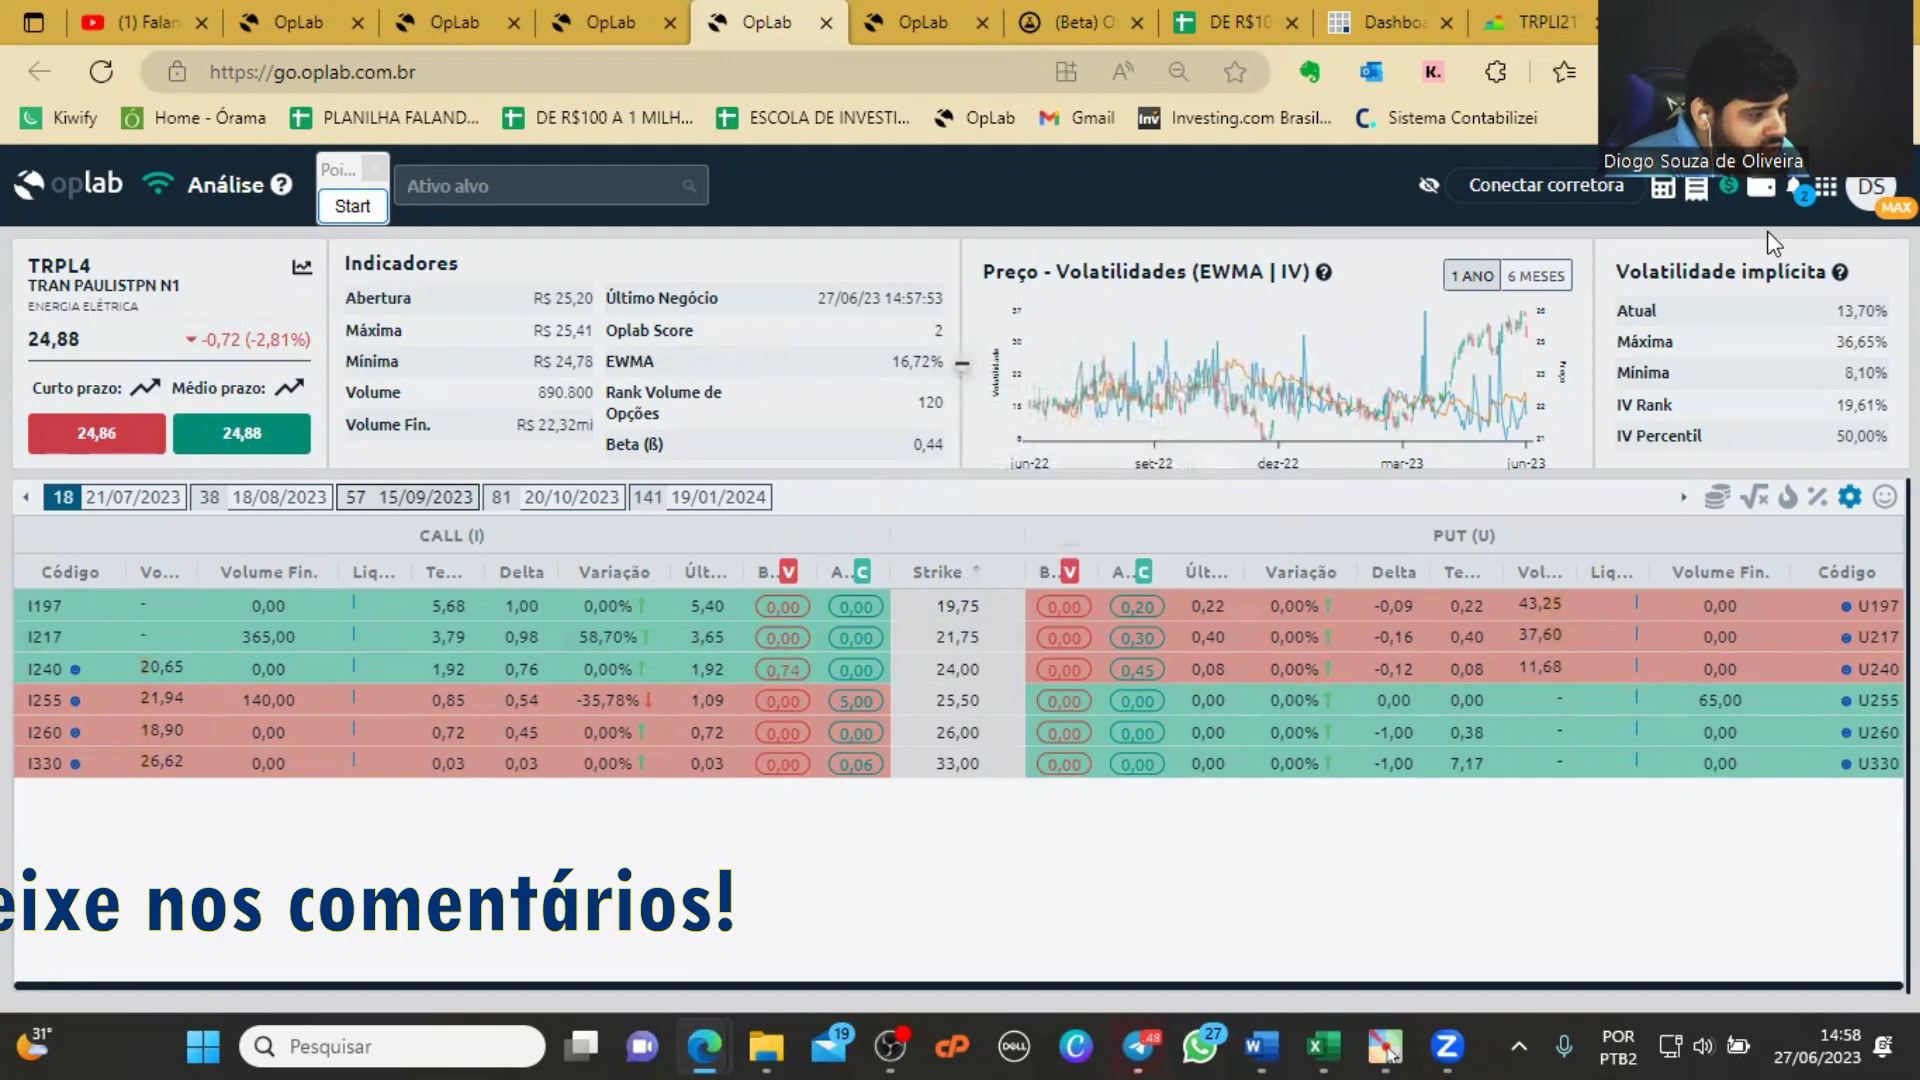 (1) Falan
OpLab
OpLab
OpLab
OpLab
OpLab
(Beta) O
DE R$10
Dashbo
TRPLI21
https://go.oplab.com.br
Kiwify
Home - Órama
PLANILHA FALAND...
DE R$100 A 1 MILH...
ESCOLA DE INVESTI...
OpLab
Gmail
Inv
Investing.com Brasil...
Sistema Contabilizei
Diogo Souza de Oliveira
oplab
Análise
Poi...
Start
Ativo alvo
Conectar corretora
2
DS
MAX
TRPL4
TRAN PAULISTPN N1
ENERGIA ELÉTRICA
24,88
-0,72 (-2,81%)
Curto prazo:
Médio prazo:
24,86
24,88
Indicadores
Abertura R$ 25,20 Último Negócio 27/06/23 14:57:53
Máxima R$ 25,41 Oplab Score 2
Mínima R$ 24,78 EWMA 16,72%
Volume 890.800 Rank Volume de Opções 120
Volume Fin. R$ 22,32mi Beta (ß) 0,44
Preço - Volatilidades (EWMA | IV)
1 ANO 6 MESES
jun-22 set-22 dez-22 mar-23 jun-23
Volatilidade implícita
Atual 13,70%
Máxima 36,65%
Mínima 8,10%
IV Rank 19,61%
IV Percentil 50,00%
18 21/07/2023 38 18/08/2023 57 15/09/2023 81 20/10/2023 141 19/01/2024
CALL (I) PUT (U)
Código Vo... Volume Fin. Liq... Te... Delta Variação Últ... B.. V A.. C Strike B.. V A.. C Últ... Variação Delta Te... Vol... Liq... Volume Fin. Código
I197 - 0,00 5,68 1,00 0,00% 5,40 0,00 0,00 19,75 0,00 0,20 0,22 0,00% -0,09 0,22 43,25 0,00 U197
I217 - 365,00 3,79 0,98 58,70% 3,65 0,00 0,00 21,75 0,00 0,30 0,40 0,00% -0,16 0,40 37,60 0,00 U217
I240 20,65 0,00 1,92 0,76 0,00% 1,92 0,74 0,00 24,00 0,00 0,45 0,08 0,00% -0,12 0,08 11,68 0,00 U240
I255 21,94 140,00 0,85 0,54 -35,78% 1,09 0,00 5,00 25,50 0,00 0,00 0,00 0,00% 0,00 0,00 - 65,00 U255
I260 18,90 0,00 0,72 0,45 0,00% 0,72 0,00 0,00 26,00 0,00 0,00 0,00 0,00% -1,00 0,38 - 0,00 U260
I330 26,62 0,00 0,03 0,03 0,00% 0,03 0,00 0,06 33,00 0,00 0,00 0,00 0,00% -1,00 7,17 - 0,00 U330
eixe nos comentários!
31°
Pesquisar
19
DELL
49
27
POR
PTB2
14:58
27/06/2023